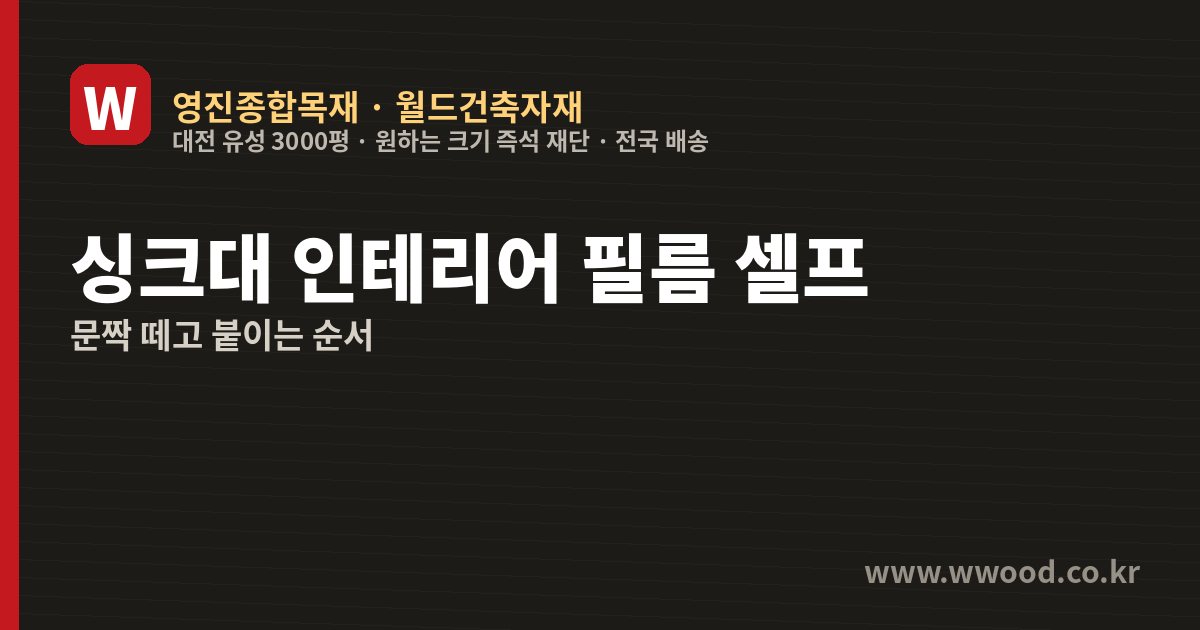 W
영진종합목재 · 월드건축자재
대전 유성 3000평 · 원하는 크기 즉석 재단 · 전국 배송
싱크대 인테리어 필름 셀프
문짝 떼고 붙이는 순서
www.wwood.co.kr